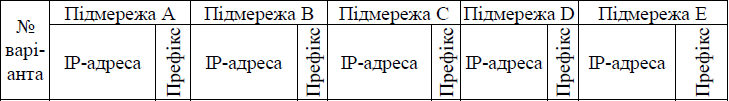 № варі-анта
Підмережа A Підмережа B Підмережа C Підмережа D Підмережа E
IP-адреса Префікс IP-адреса Префікс IP-адреса Префікс IP-адреса Префікс IP-адреса Префікс